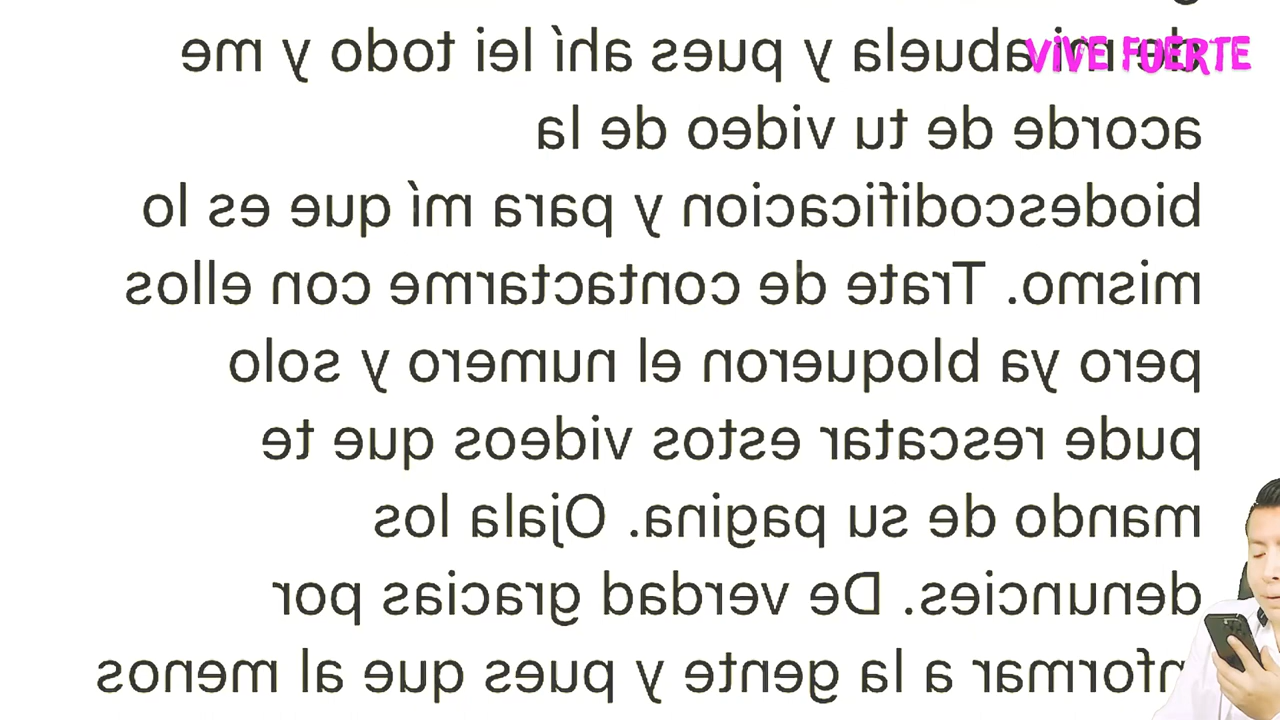 VIVE FUERTE
de mi abuela y pues ahí lei todo y me
acorde de tu video de la
biodescodificacion y para mí que es lo
mismo. Trate de contactarme con ellos
pero ya bloqueron el numero y solo
pude rescatar estos videos que te
mando de su pagina. Ojala los
denuncies. De verdad gracias por
nformar a la gente y pues que al menos